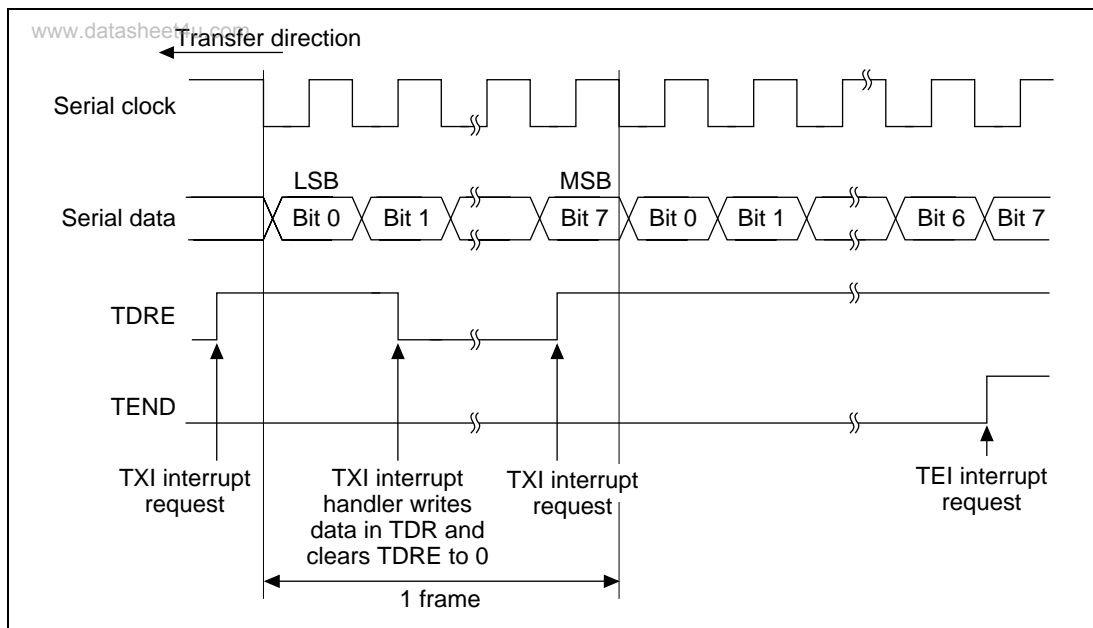 www.datasheet4u.com
Transfer direction
Serial clock
LSB
MSB
Serial data
Bit 0
Bit 1
Bit 7
Bit 0
Bit 1
Bit 6
Bit 7
TDRE
TEND
TXI interrupt
request
TXI interrupt
handler writes
data in TDR and
clears TDRE to 0
TXI interrupt
request
TEI interrupt
request
1 frame